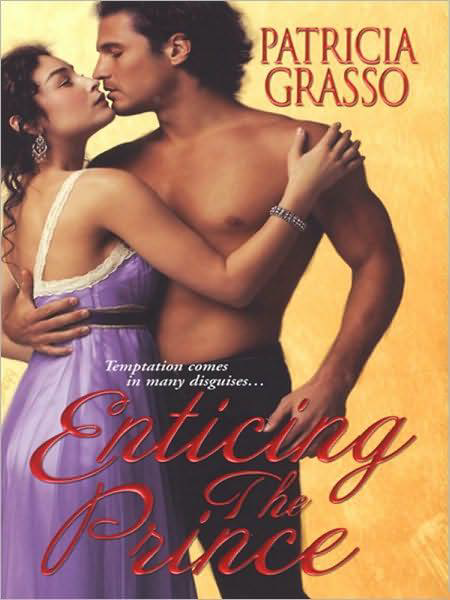 PATRICIA
GRASSO
Temptation comes
in many disguises...
Enticing
The
Prince